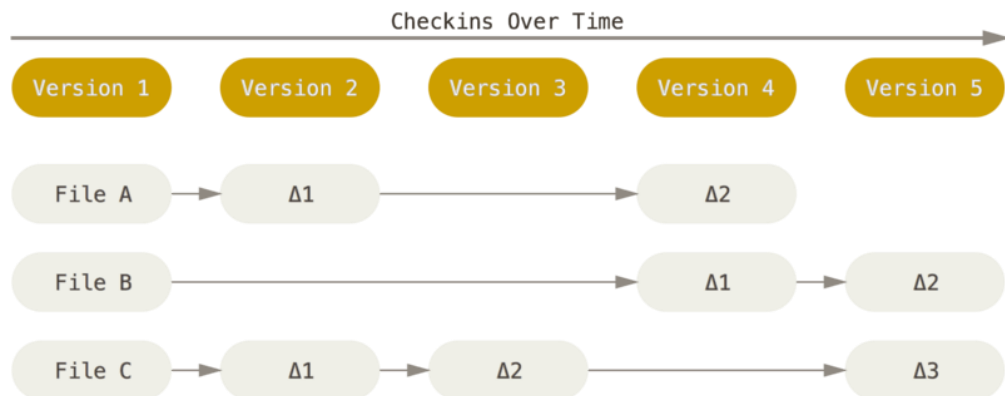 Checkins Over Time
Version 1 Version 2 Version 3 Version 4 Version 5
File A Δ1 Δ2
File B Δ1 Δ2
File C Δ1 Δ2 Δ3